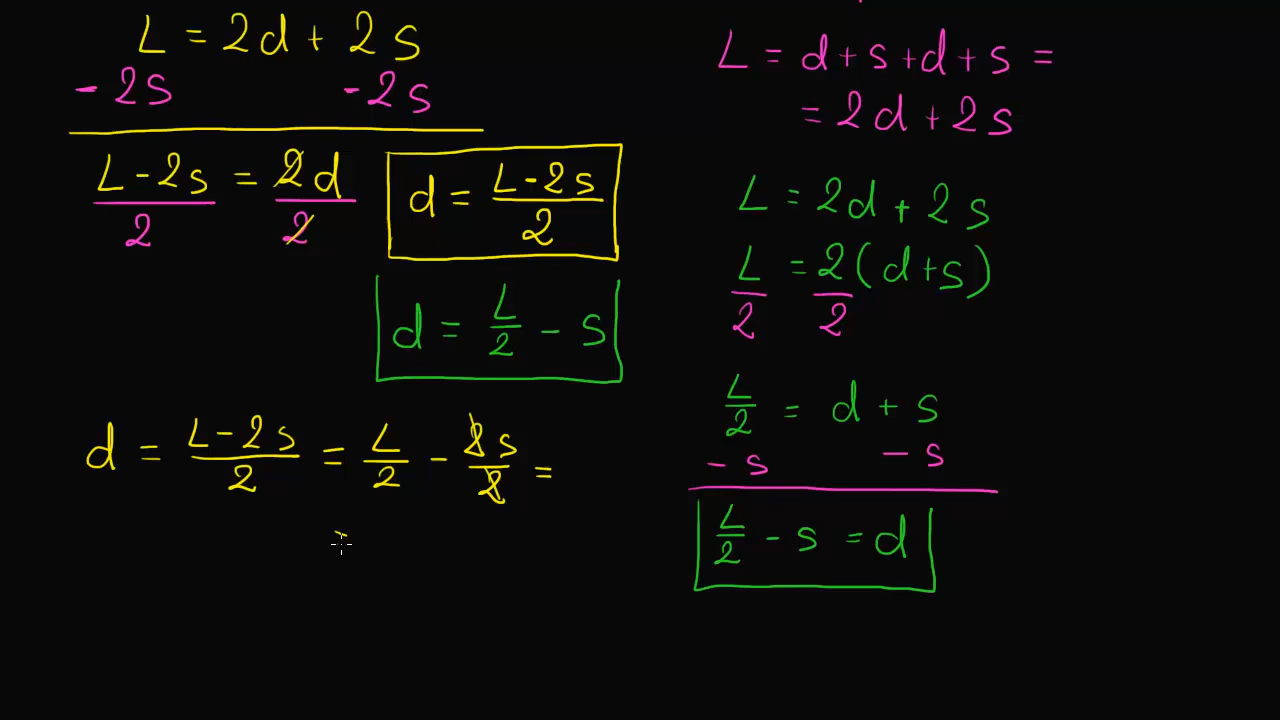 L = 2d + 2s
- 2s - 2s
L - 2s = 2d
2 2
d = L - 2s / 2
d = L/2 - s
d = L - 2s / 2 = L/2 - 2s/2 =
L = d + s + d + s =
= 2d + 2s
L = 2d + 2s
L = 2(d + s)
2 2
L/2 = d + s
- s - s
L/2 - s = d